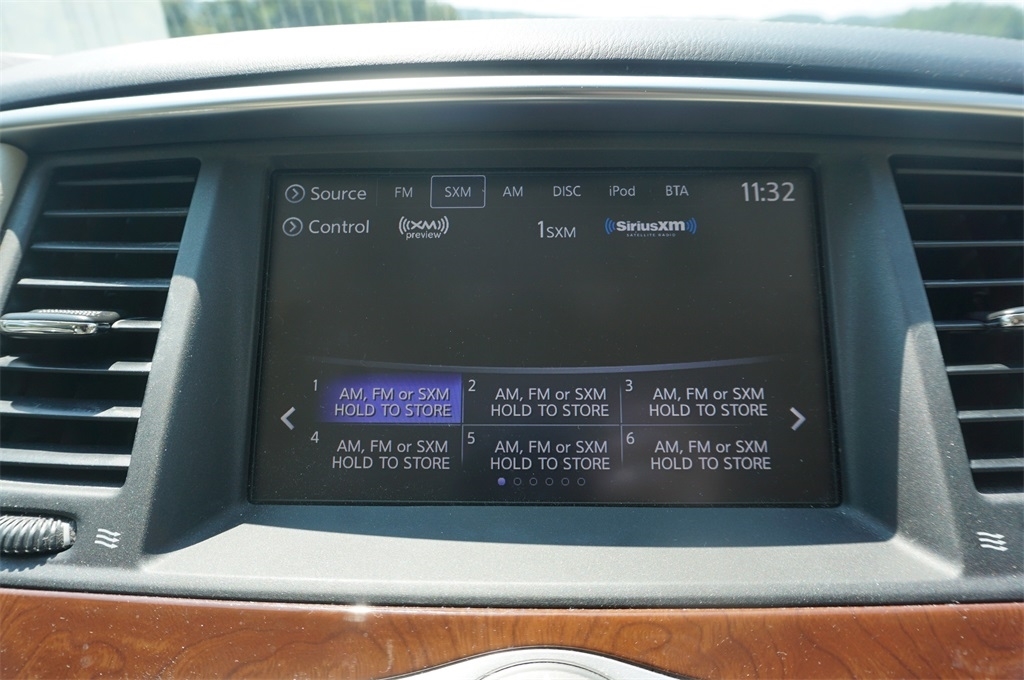 Source FM SXM AM DISC iPod BTA 11:32
Control ((XM)) preview 1SXM SiriusXM SATELLITE RADIO
1 AM, FM or SXM 2 AM, FM or SXM 3 AM, FM or SXM
HOLD TO STORE HOLD TO STORE HOLD TO STORE
4 AM, FM or SXM 5 AM, FM or SXM 6 AM, FM or SXM
HOLD TO STORE HOLD TO STORE HOLD TO STORE